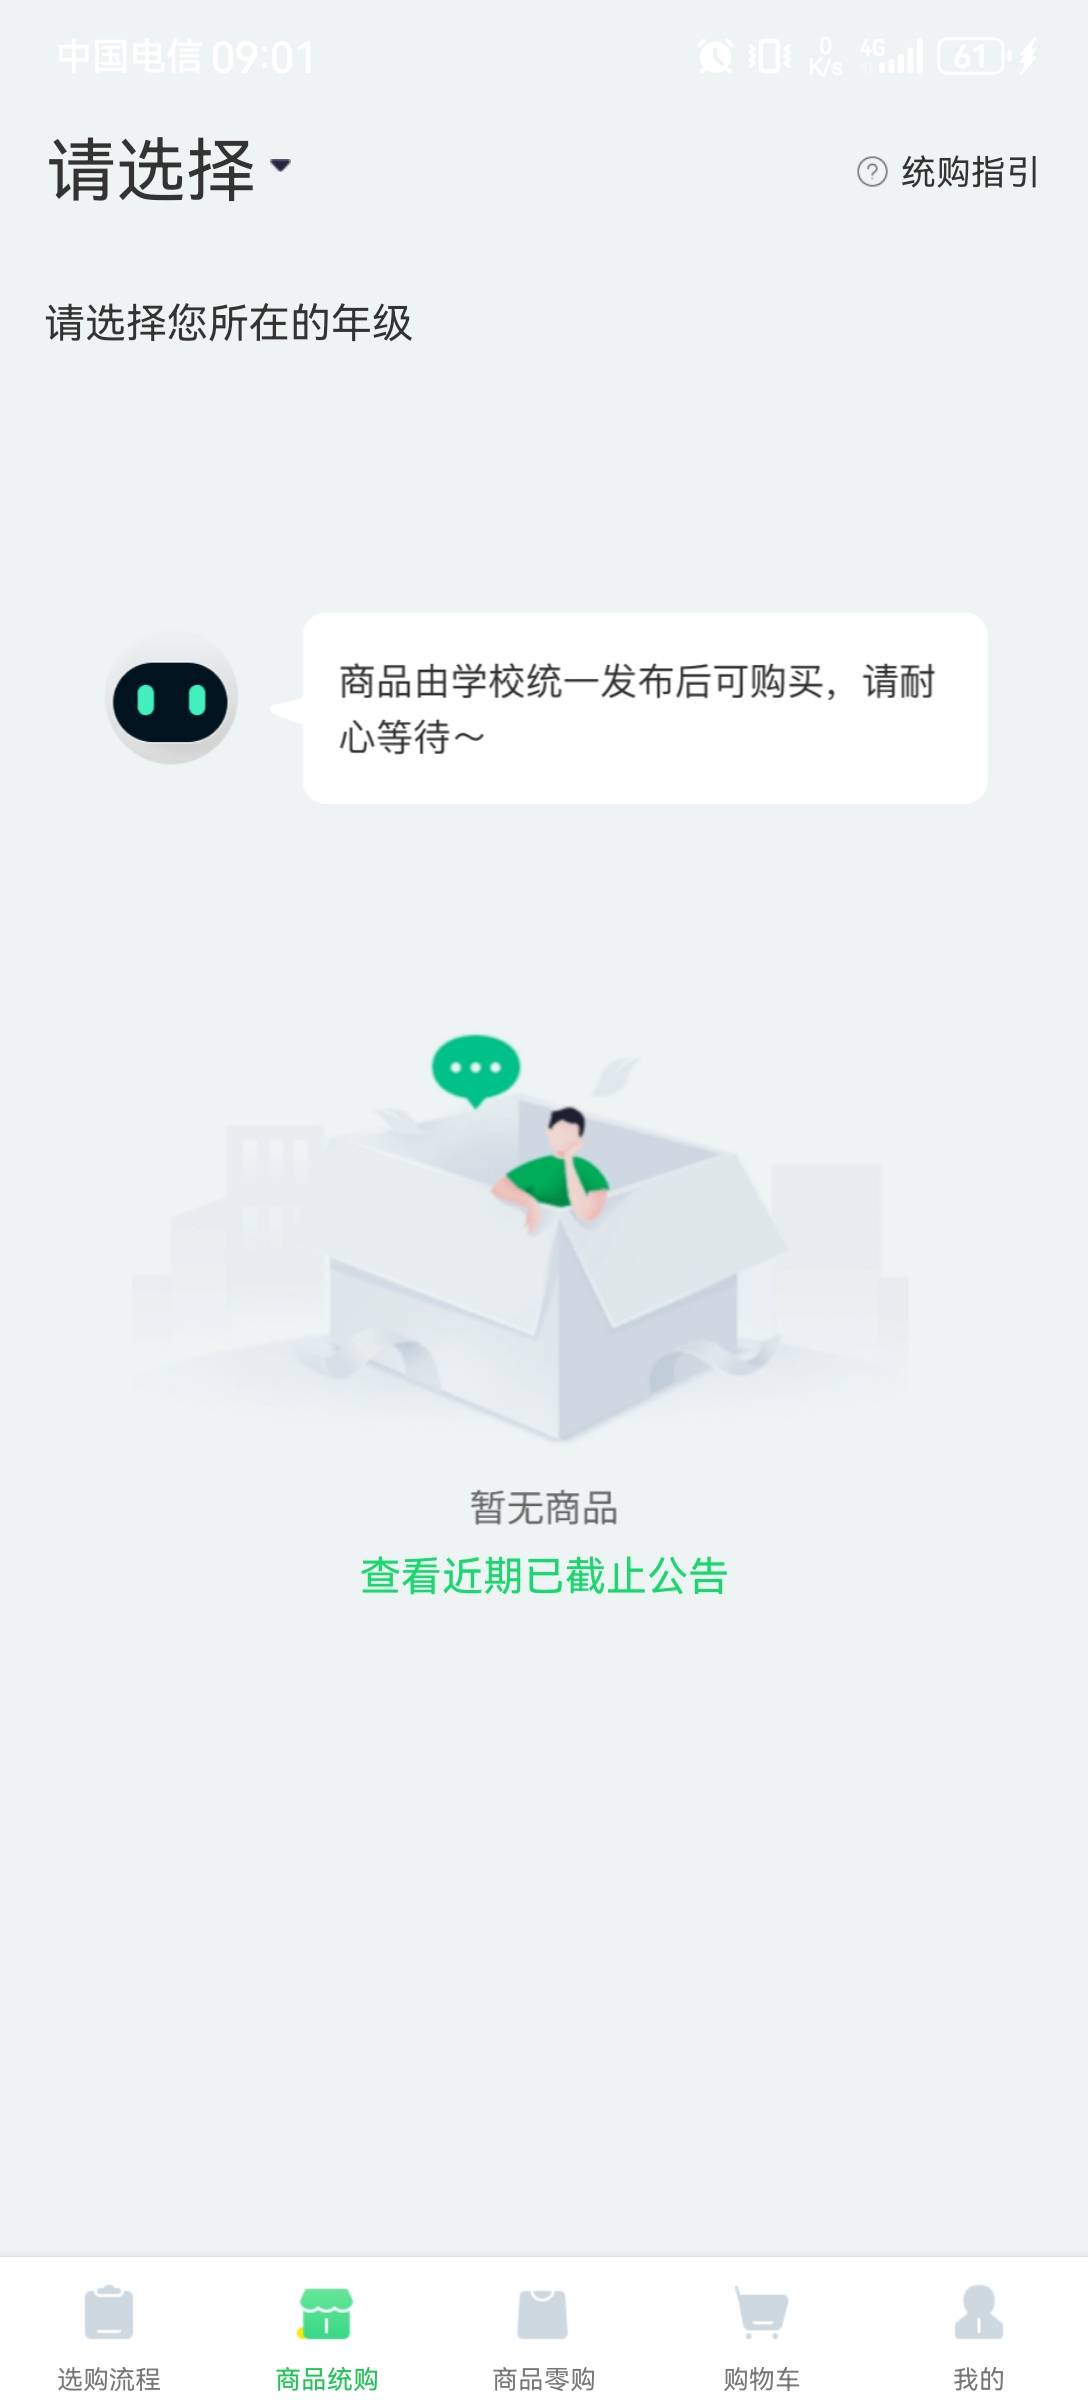 中国电信 09:01
0 K/s 4G 61
请选择
统购指引
请选择您所在的年级
商品由学校统一发布后可购买，请耐
心等待～
暂无商品
查看近期已截止公告
选购流程 商品统购 商品零购 购物车 我的